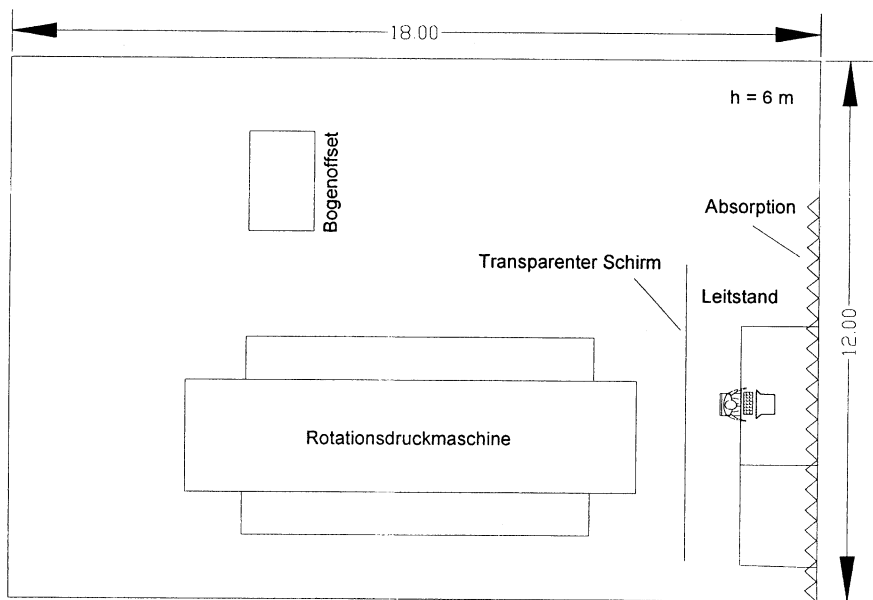 18.00
h = 6 m
Bogenoffset
Absorption
Transparenter Schirm
Leitstand
12.00
Rotationsdruckmaschine